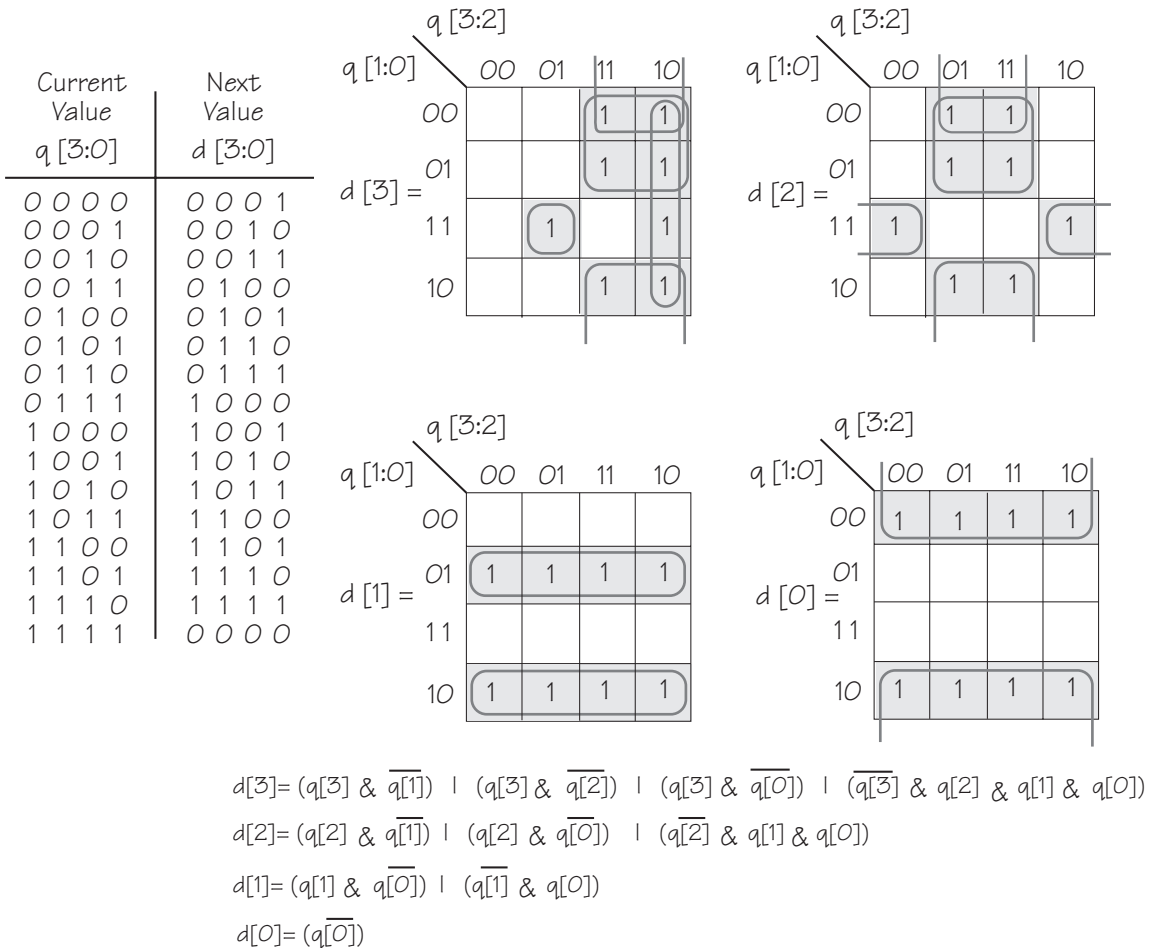 Current Value
q [3:0]
Next Value
d [3:0]
0 0 0 0 0 0 0 1
0 0 0 1 0 0 1 0
0 0 1 0 0 0 1 1
0 0 1 1 0 1 0 0
0 1 0 0 0 1 0 1
0 1 0 1 0 1 1 0
0 1 1 0 0 1 1 1
0 1 1 1 1 0 0 0
1 0 0 0 1 0 0 1
1 0 0 1 1 0 1 0
1 0 1 0 1 0 1 1
1 0 1 1 1 1 0 0
1 1 0 0 1 1 0 1
1 1 0 1 1 1 1 0
1 1 1 0 1 1 1 1
1 1 1 1 0 0 0 0
q [3:2]
q [1:0] 00 01 11 10
d [3] =
00 1 1
01 1 1
11 1 1
10 1 1
q [3:2]
q [1:0] 00 01 11 10
d [2] =
00 1 1
01 1 1
11 1 1
10 1 1
q [3:2]
q [1:0] 00 01 11 10
d [1] =
00
01 1 1 1 1
11
10 1 1 1 1
q [3:2]
q [1:0] 00 01 11 10
d [0] =
00 1 1 1 1
01
11
10 1 1 1 1
d[3]= (q[3] & q̅[̅1̅]̅) | (q[3] & q̅[̅2̅]̅) | (q[3] & q̅[̅0̅]̅) | (q̅[̅3̅]̅ & q[2] & q[1] & q[0])
d[2]= (q[2] & q̅[̅1̅]̅) | (q[2] & q̅[̅0̅]̅) | (q̅[̅2̅]̅ & q[1] & q[0])
d[1]= (q[1] & q̅[̅0̅]̅) | (q̅[̅1̅]̅ & q[0])
d[0]= (q̅[̅0̅]̅)